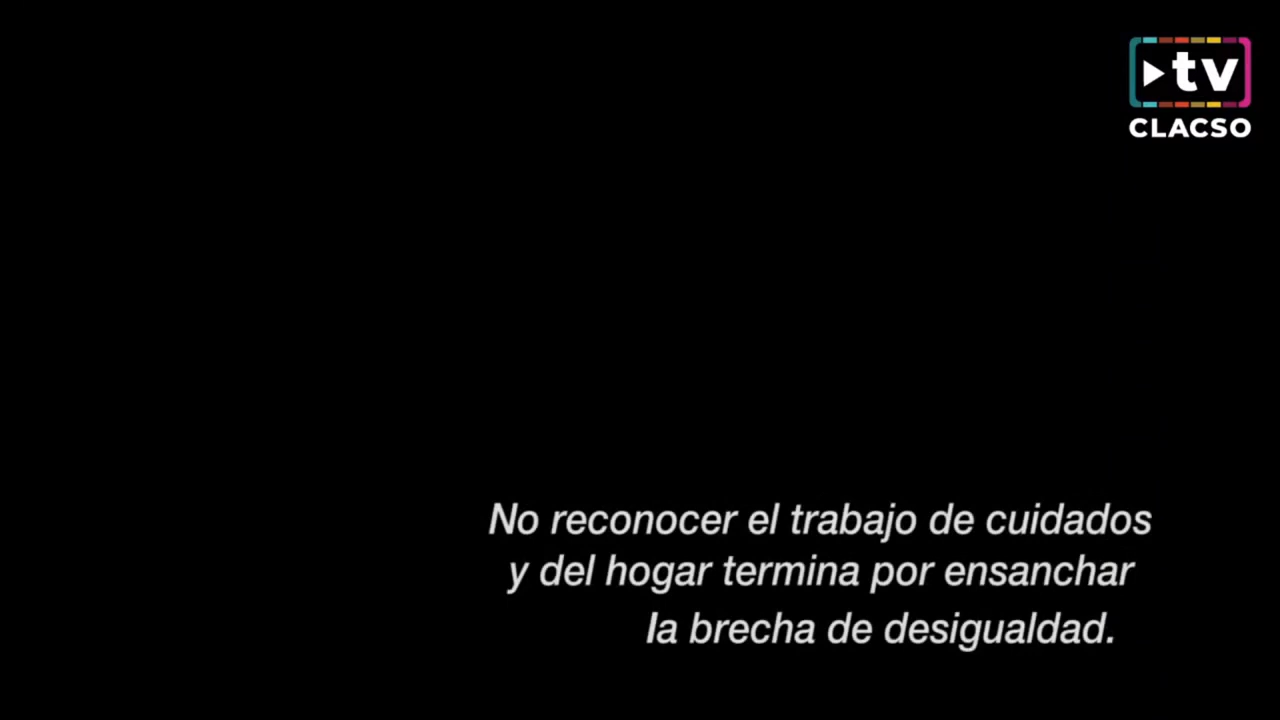 tv
CLACSO
No reconocer el trabajo de cuidados
y del hogar termina por ensanchar
la brecha de desigualdad.